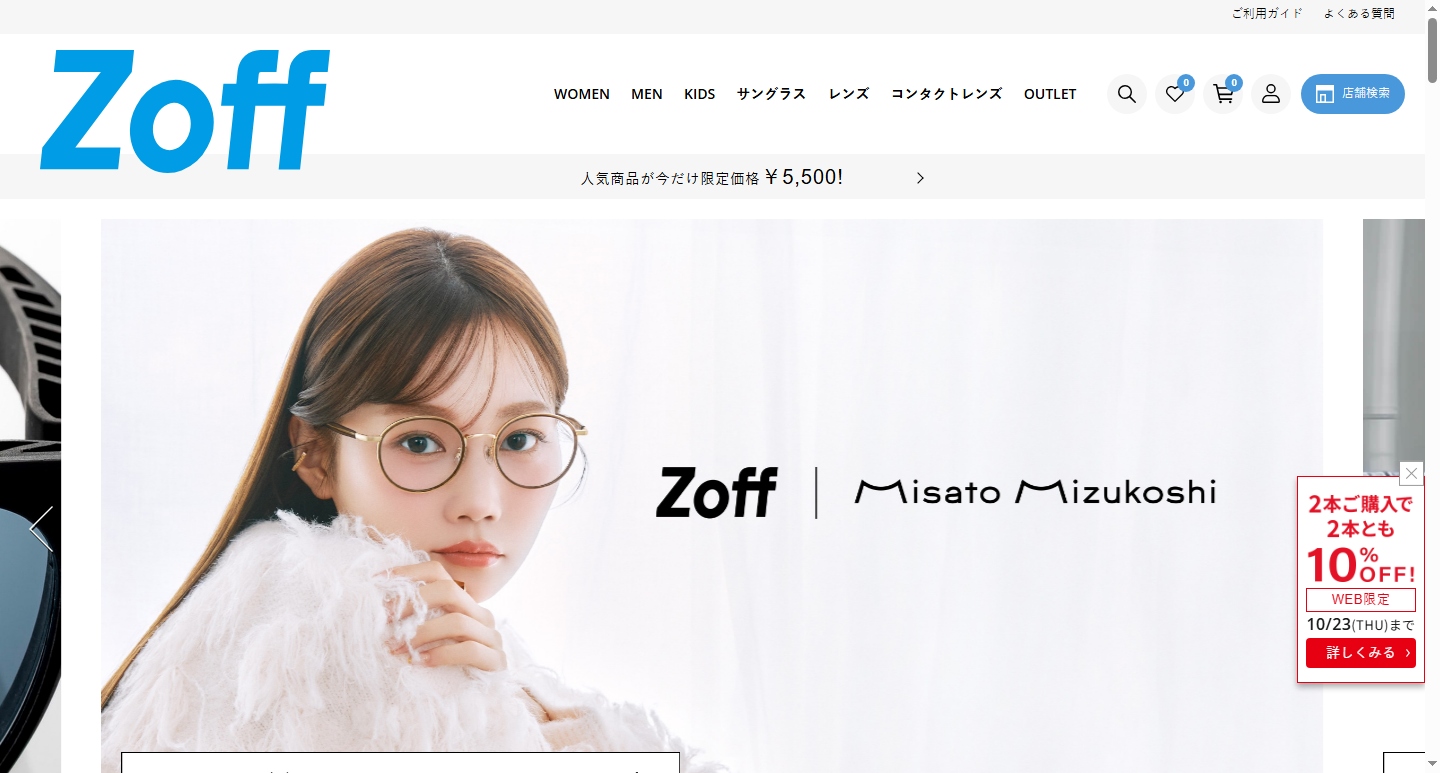 ご利用ガイド よくある質問
Zoff
WOMEN MEN KIDS サングラス レンズ コンタクトレンズ OUTLET 0 0 店舗検索
人気商品が今だけ限定価格￥5,500!
Zoff | Misato Mizukoshi
2本ご購入で
2本とも
10%OFF!
WEB限定
10/23(THU)まで
詳しくみる